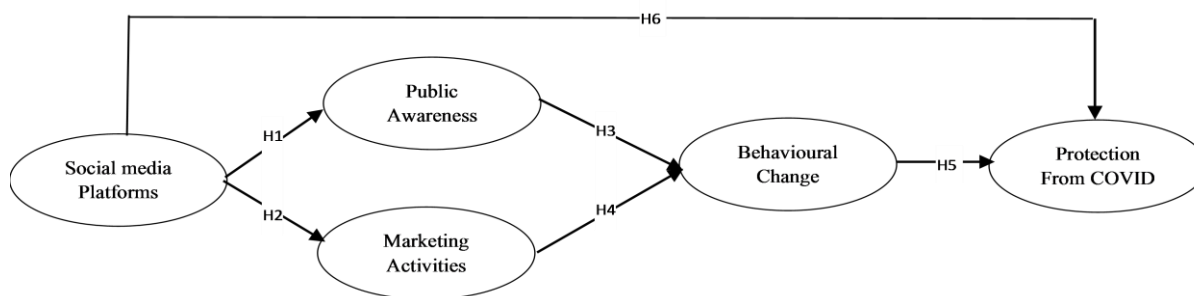 H6
Public
Awareness
H1
H3
Social media
Platforms
Behavioural
Change
H5
Protection
From COVID
H2
H4
Marketing
Activities